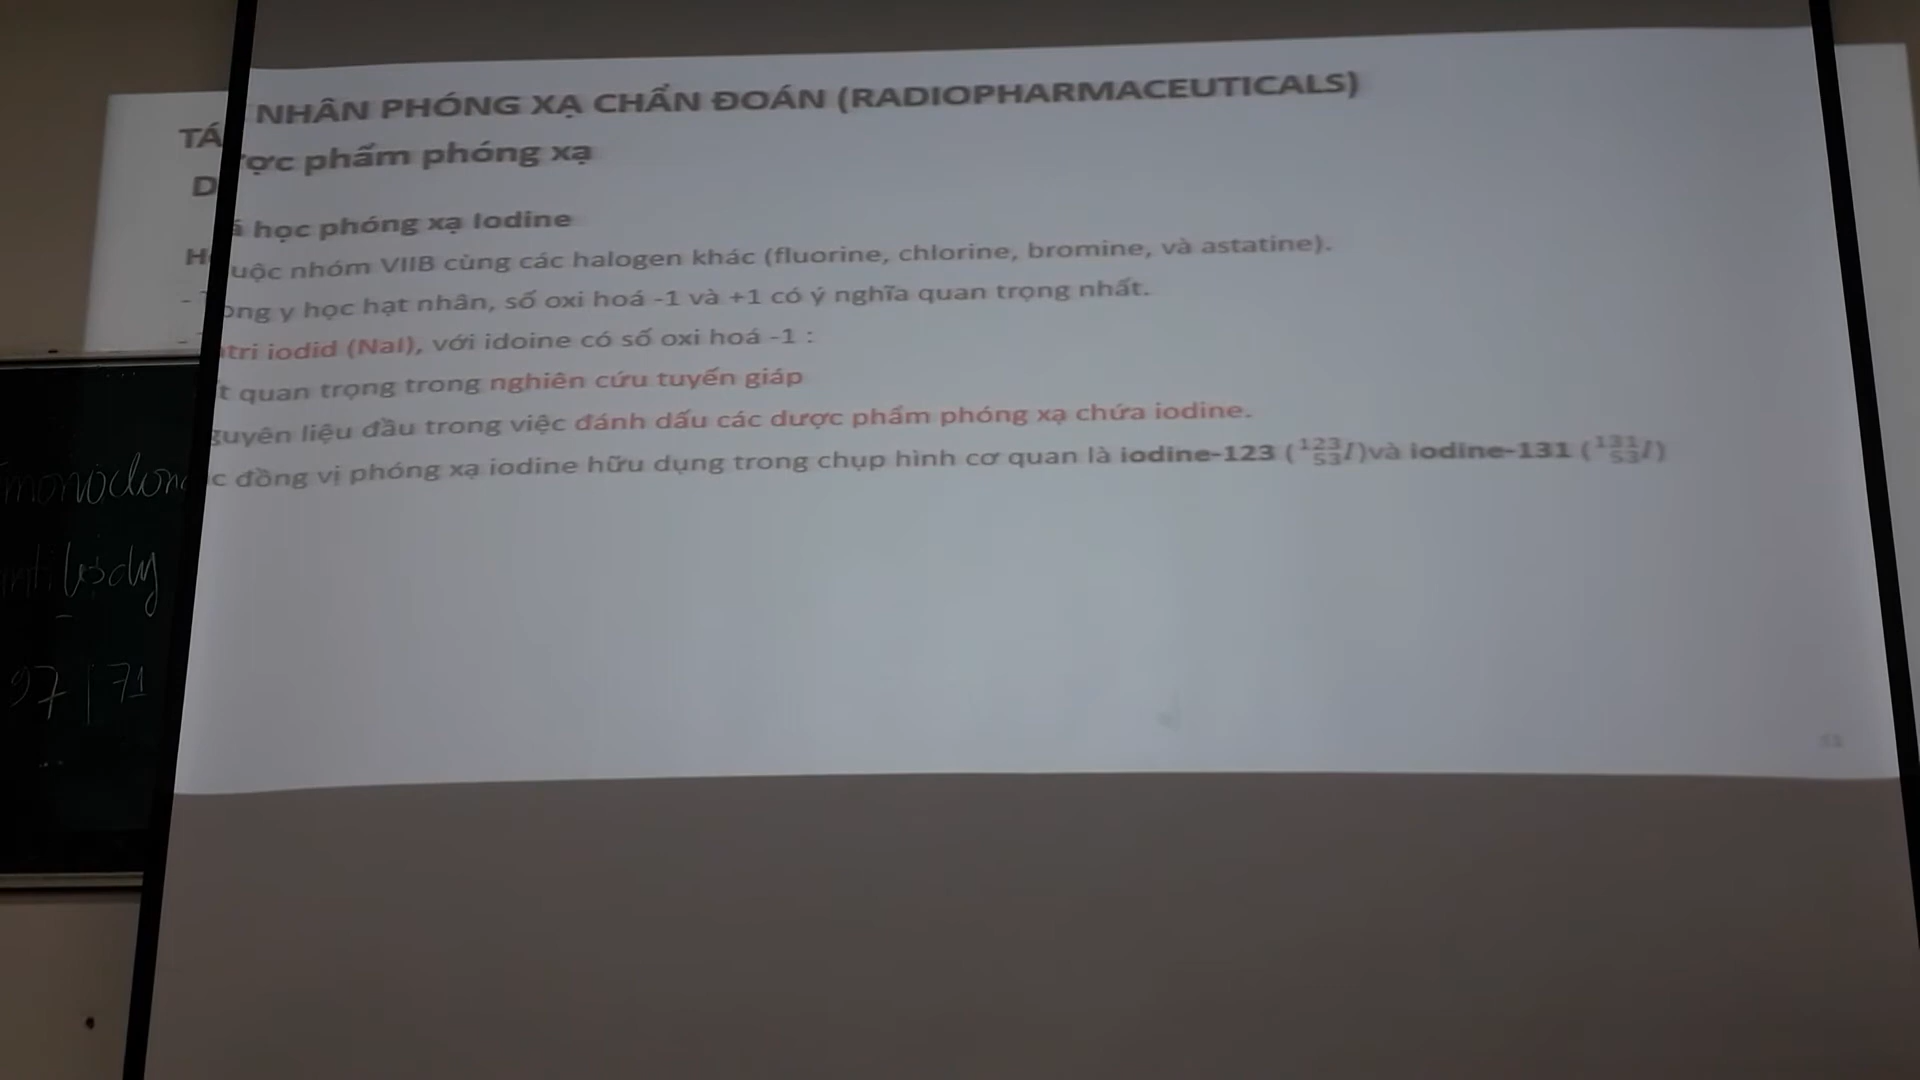 TÁ NHÂN PHÓNG XẠ CHẨN ĐOÁN (RADIOPHARMACEUTICALS)
D ược phẩm phóng xạ
H á học phóng xạ Iodine
- uộc nhóm VIIB cùng các halogen khác (fluorine, chlorine, bromine, và astatine).
- ong y học hạt nhân, số oxi hoá -1 và +1 có ý nghĩa quan trọng nhất.
tri iodid (NaI), với idoine có số oxi hoá -1 :
t quan trọng trong nghiên cứu tuyến giáp
guyên liệu đầu trong việc đánh dấu các dược phẩm phóng xạ chứa iodine.
c đồng vị phóng xạ iodine hữu dụng trong chụp hình cơ quan là iodine-123 (¹²³₅₃I)và iodine-131 (¹³¹₅₃I)
monoclon
antibody
97 | 71